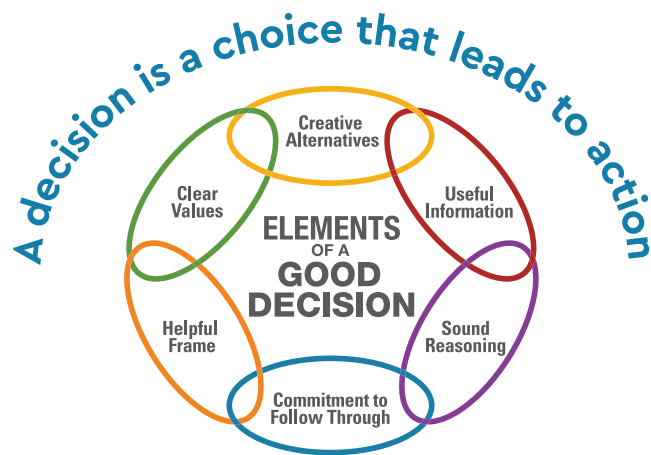 A decision is a choice that leads to action
Creative
Alternatives
Clear
Values
Useful
Information
ELEMENTS
OF A
GOOD
DECISION
Helpful
Frame
Sound
Reasoning
Commitment to
Follow Through